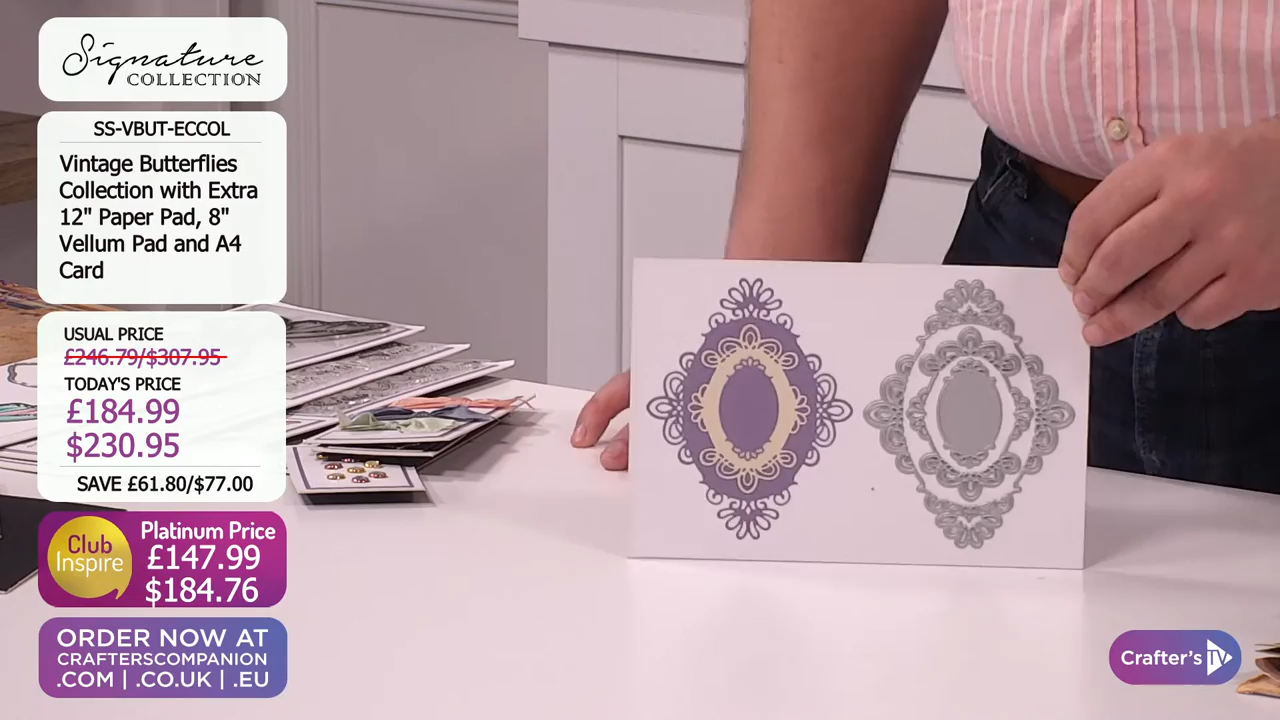 Signature
COLLECTION
SS-VBUT-ECCOL
Vintage Butterflies
Collection with Extra
12" Paper Pad, 8"
Vellum Pad and A4
Card
USUAL PRICE
£246.79/$307.95
TODAY'S PRICE
£184.99
$230.95
SAVE £61.80/$77.00
Club
Inspire
Platinum Price
£147.99
$184.76
ORDER NOW AT
CRAFTERSCOMPANION
.COM | .CO.UK | .EU
Crafter's TV